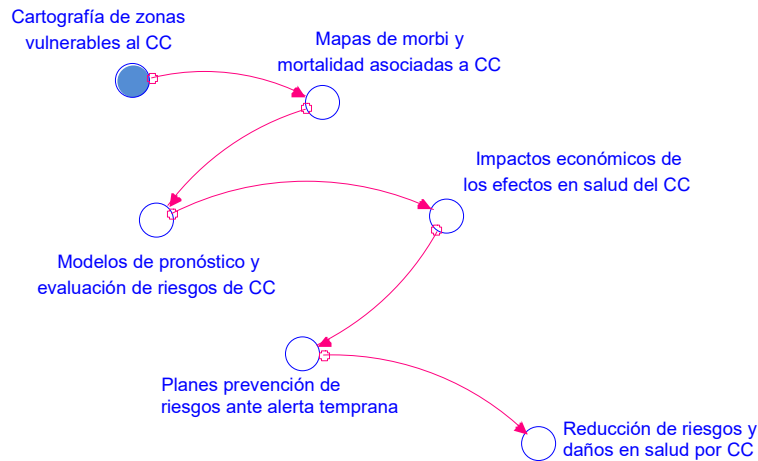 Cartografía de zonas
vulnerables al CC
Mapas de morbi y
mortalidad asociadas a CC
Impactos económicos de
los efectos en salud del CC
Modelos de pronóstico y
evaluación de riesgos de CC
Planes prevención de
riesgos ante alerta temprana
Reducción de riesgos y
daños en salud por CC